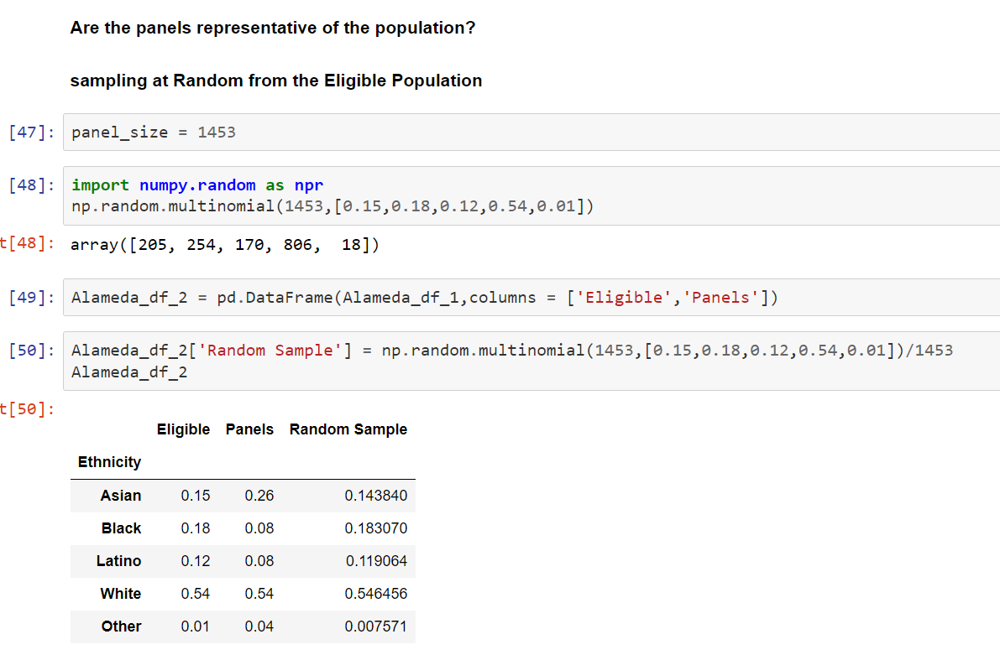 Are the panels representative of the population?
sampling at Random from the Eligible Population
[47]: panel_size = 1453
[48]: import numpy.random as npr
np.random.multinomial(1453,[0.15,0.18,0.12,0.54,0.01])
t[48]: array([205, 254, 170, 806,  18])
[49]: Alameda_df_2 = pd.DataFrame(Alameda_df_1,columns = ['Eligible','Panels'])
[50]: Alameda_df_2['Random Sample'] = np.random.multinomial(1453,[0.15,0.18,0.12,0.54,0.01])/1453
Alameda_df_2
t[50]:
Eligible Panels Random Sample
Ethnicity
Asian 0.15 0.26 0.143840
Black 0.18 0.08 0.183070
Latino 0.12 0.08 0.119064
White 0.54 0.54 0.546456
Other 0.01 0.04 0.007571